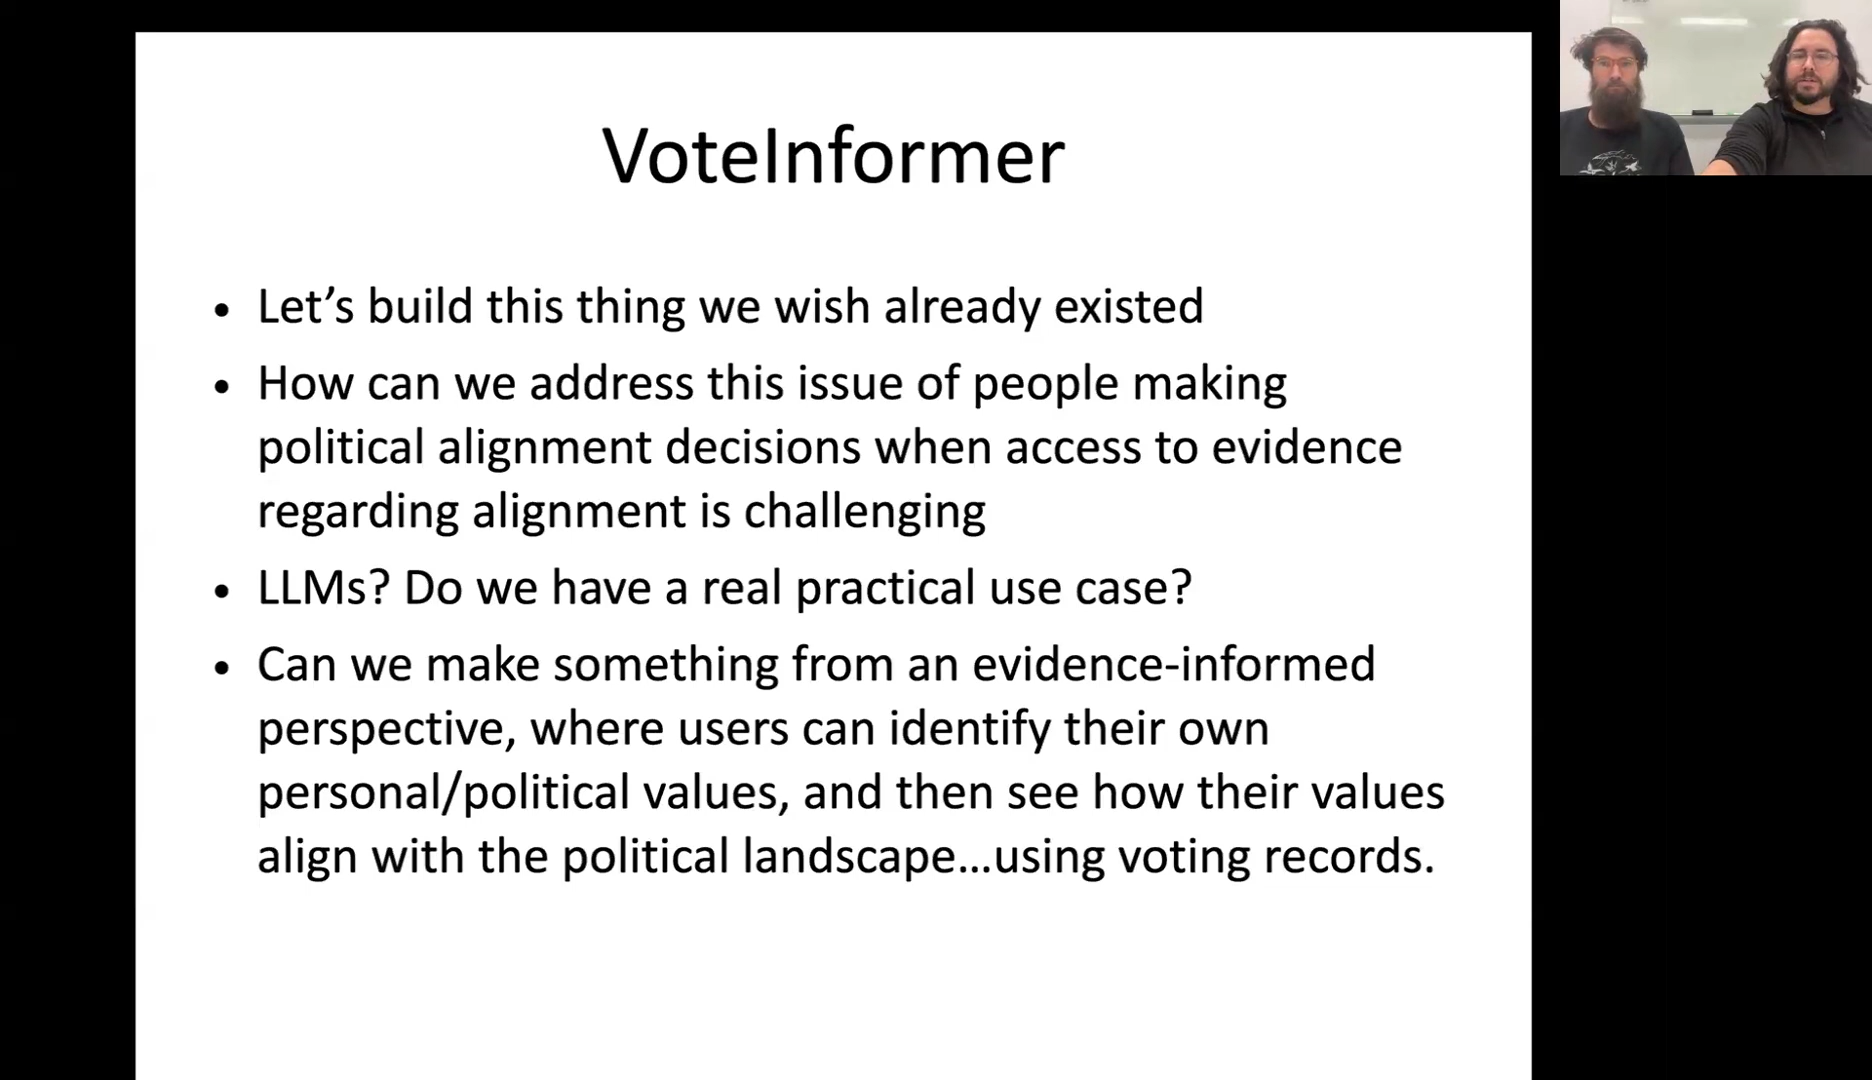 VoteInformer
• Let’s build this thing we wish already existed
• How can we address this issue of people making
political alignment decisions when access to evidence
regarding alignment is challenging
• LLMs? Do we have a real practical use case?
• Can we make something from an evidence-informed
perspective, where users can identify their own
personal/political values, and then see how their values
align with the political landscape…using voting records.